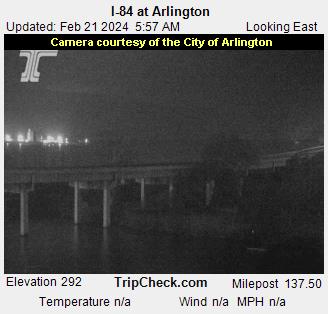 I-84 at Arlington
Updated: Feb 21 2024 5:57 AM Looking East
Camera courtesy of the City of Arlington
Elevation 292 TripCheck.com Milepost 137.50
Temperature n/a Wind n/a MPH n/a